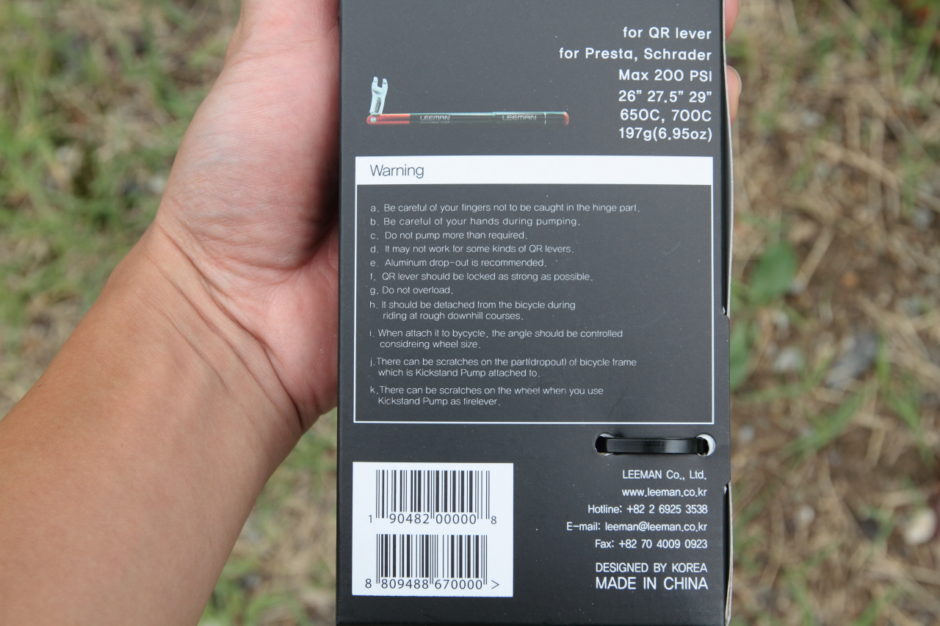 for QR lever
for Presta, Schrader
Max 200 PSI
26" 27.5" 29"
650C, 700C
197g(6.95oz)
LEEMAN LEEMAN
Warning
a. Be careful of your fingers not to be caught in the hinge part.
b. Be careful of your hands during pumping.
c. Do not pump more than required.
d. It may not work for some kinds of QR levers.
e. Aluminum drop-out is recommended.
f. QR lever should be locked as strong as possible.
g. Do not overload.
h. It should be detached from the bicycle during
riding at rough downhill courses.
i. When attach it to bycycle, the angle should be controlled
considreing wheel size.
j.There can be scratches on the part(dropout) of bicycle frame
which is Kickstand Pump attached to.
k.There can be scratches on the wheel when you use
Kickstand Pump as tirelever.
LEEMAN Co., Ltd.
www.leeman.co.kr
Hotline: +82 2 6925 3538
E-mail: leeman@leeman.co.kr
Fax: +82 70 4009 0923
DESIGNED BY KOREA
MADE IN CHINA
1 90482 00000 8
8 809488 670000 >